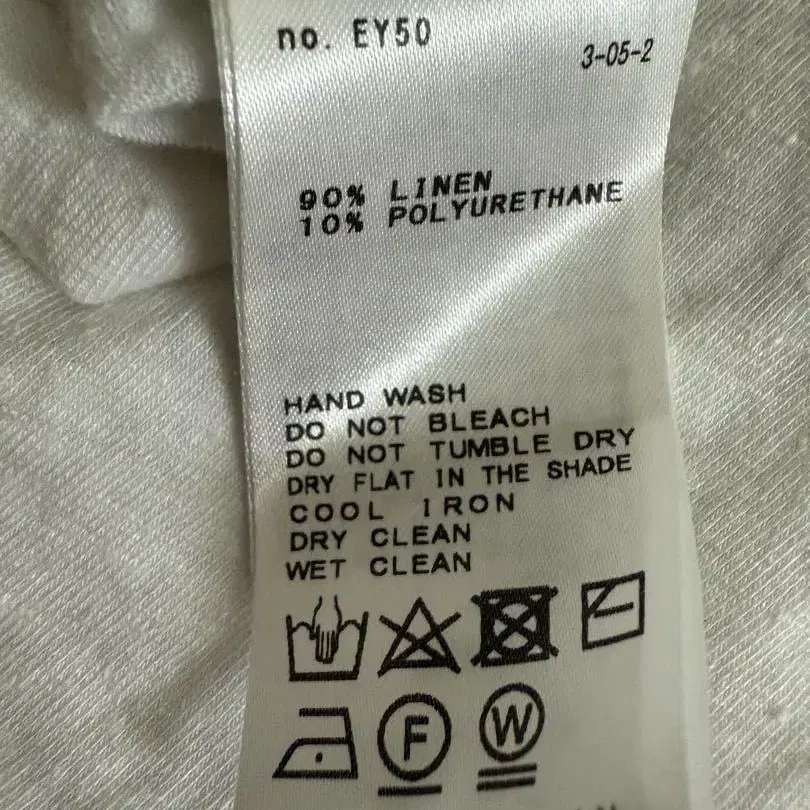 no. EY50
3-05-2
90% LINEN
10% POLYURETHANE
HAND WASH
DO NOT BLEACH
DO NOT TUMBLE DRY
DRY FLAT IN THE SHADE
COOL IRON
DRY CLEAN
WET CLEAN
F
W